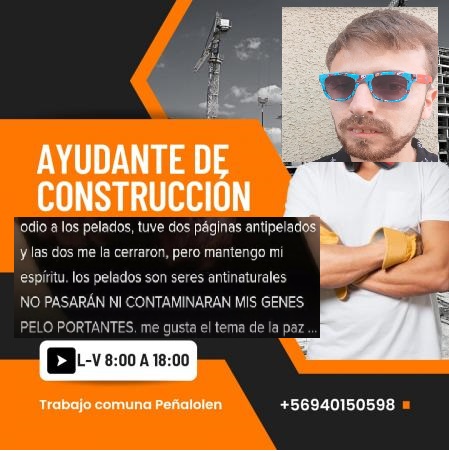 AYUDANTE DE
CONSTRUCCIÓN
odio a los pelados, tuve dos páginas antipelados
y las dos me la cerraron, pero mantengo mi
espíritu. los pelados son seres antinaturales
NO PASARÁN NI CONTAMINARAN MIS GENES
PELO PORTANTES. me gusta el tema de la paz ...
L-V 8:00 A 18:00
Trabajo comuna Peñalolen
+56940150598